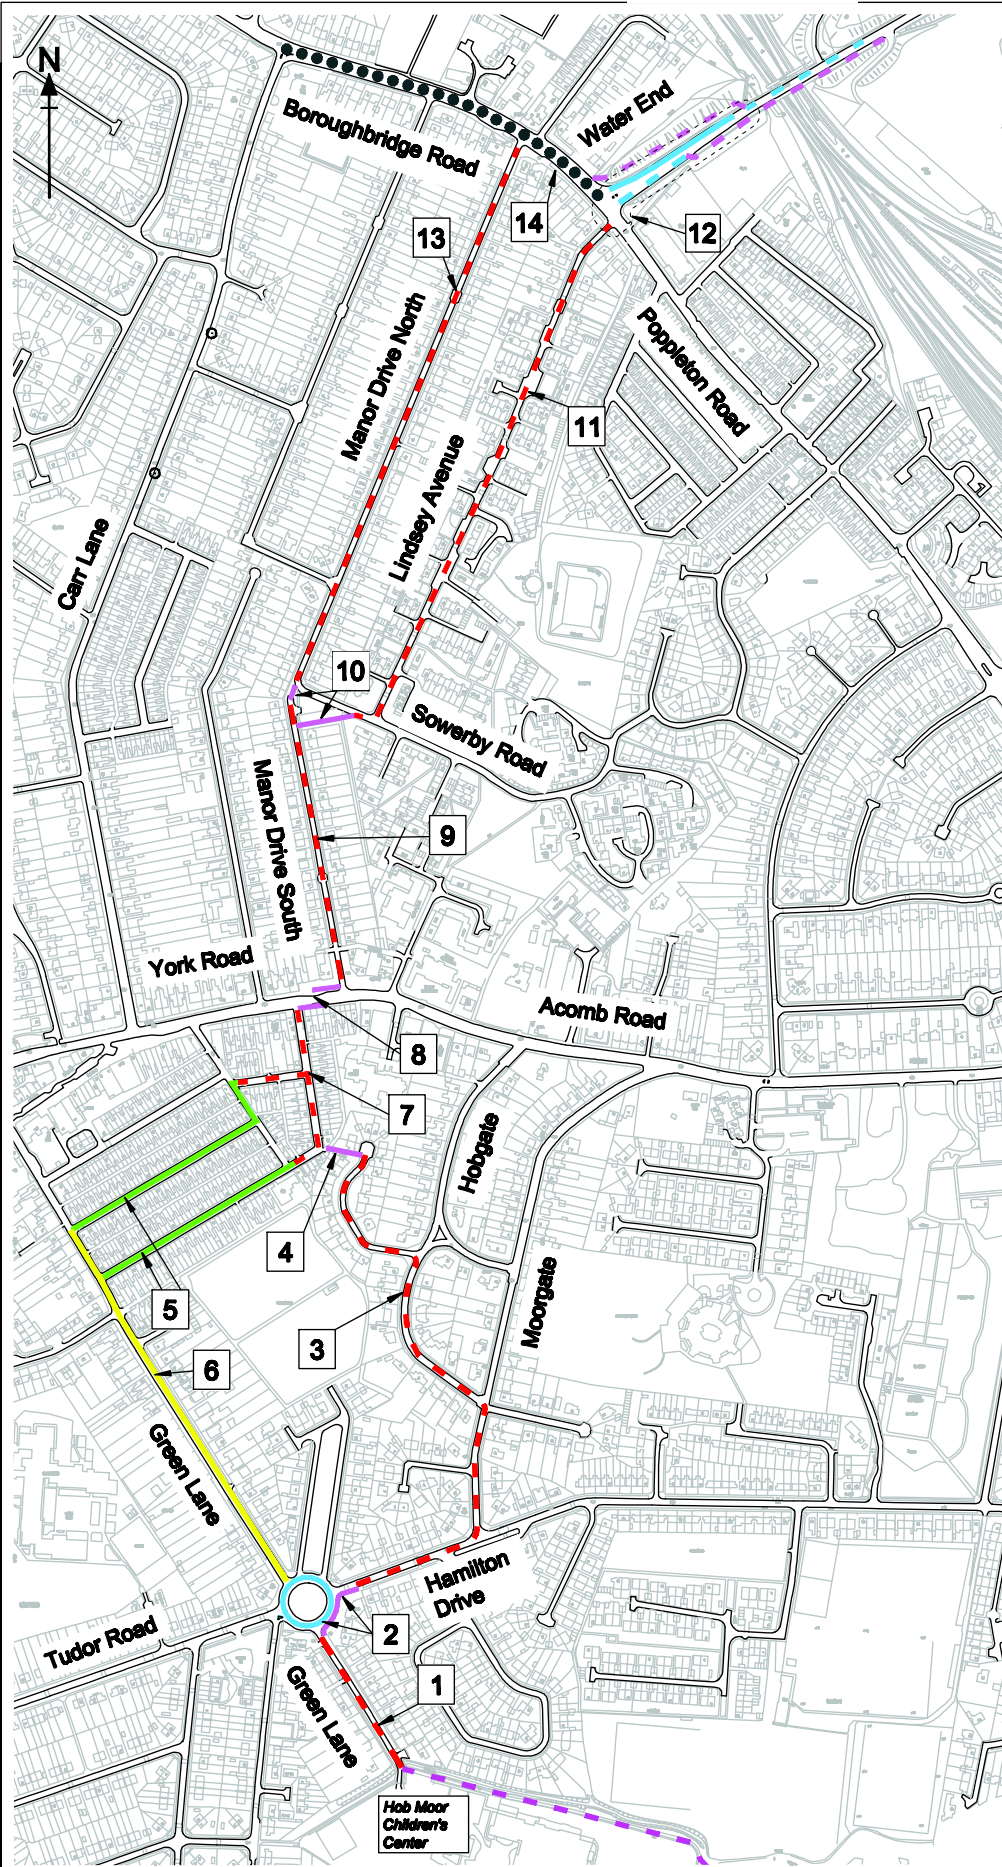 N
Boroughbridge Road
Water End
14
12
13
Manor Drive North
Poppleton Road
11
Lindsey Avenue
Carr Lane
10
Sowerby Road
Manor Drive South
9
York Road
Acomb Road
8
7
Hobgate
4
5
Moorgate
3
6
Green Lane
Hamilton
Drive
Tudor Road
2
1
Green Lane
Hob Moor
Children's
Center